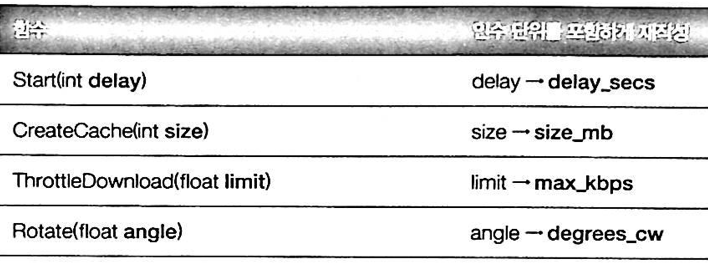 함수 인수 단위를 포함하게 재작성
Start(int delay) delay → delay_secs
CreateCache(int size) size → size_mb
ThrottleDownload(float limit) limit → max_kbps
Rotate(float angle) angle → degrees_cw